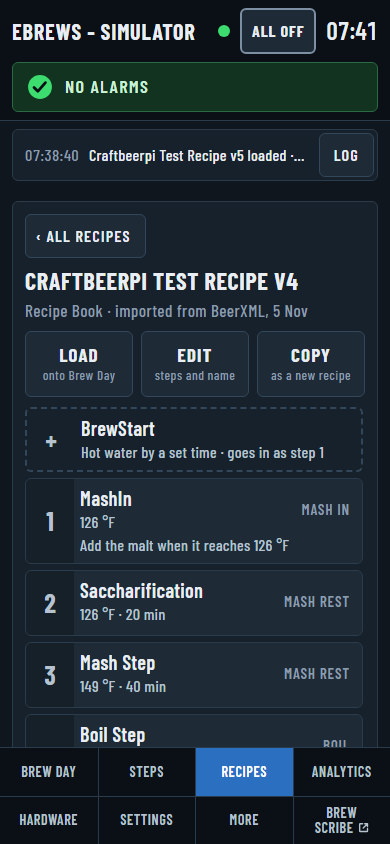 EBREWS - SIMULATOR
ALL OFF
07:41
NO ALARMS
07:38:40 Craftbeerpi Test Recipe v5 loaded ·...
LOG
‹ ALL RECIPES
CRAFTBEERPI TEST RECIPE V4
Recipe Book · imported from BeerXML, 5 Nov
LOAD
onto Brew Day
EDIT
steps and name
COPY
as a new recipe
+
BrewStart
Hot water by a set time · goes in as step 1
1
MashIn
126 °F
Add the malt when it reaches 126 °F
MASH IN
2
Saccharification
126 °F · 20 min
MASH REST
3
Mash Step
149 °F · 40 min
MASH REST
Boil Step
BOIL
BREW DAY
STEPS
RECIPES
ANALYTICS
HARDWARE
SETTINGS
MORE
BREW
SCRIBE